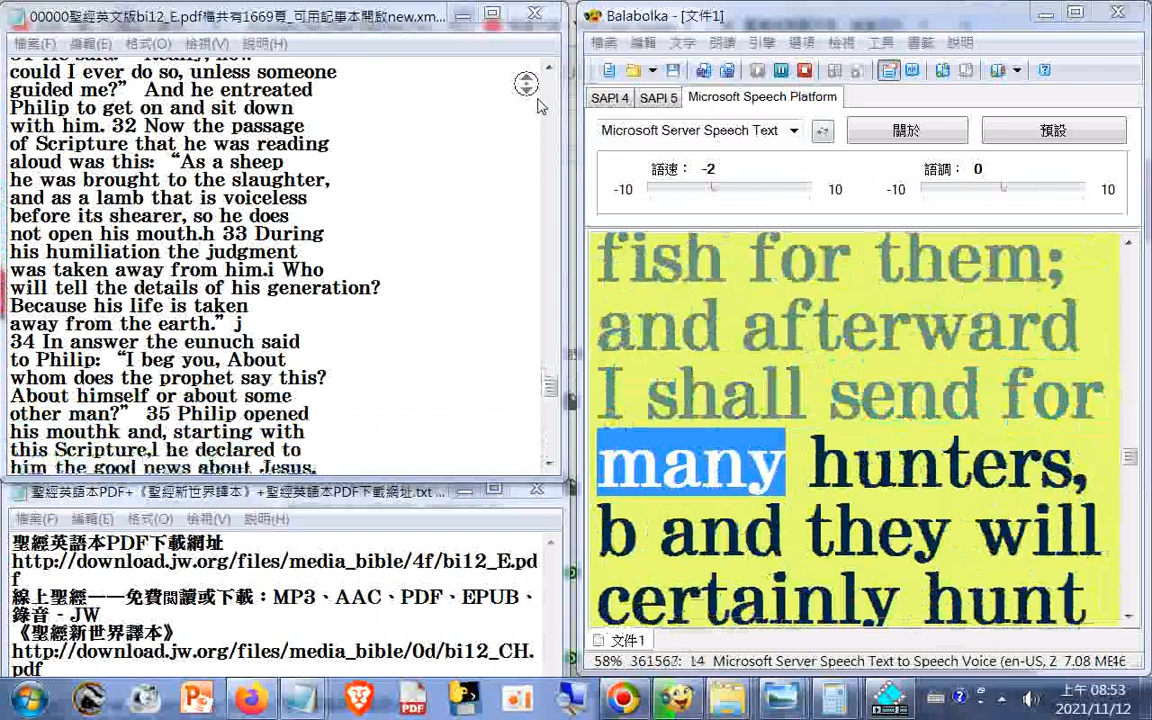 00000聖經英文版bi12_E.pdf檔共有1669頁_可用記事本開啟new.xm...
檔案(F) 編輯(E) 格式(O) 檢視(V) 說明(H)
could I ever do so, unless someone
guided me?” And he entreated
Philip to get on and sit down
with him. 32 Now the passage
of Scripture that he was reading
aloud was this: “As a sheep
he was brought to the slaughter,
and as a lamb that is voiceless
before its shearer, so he does
not open his mouth.h 33 During
his humiliation the judgment
was taken away from him.i Who
will tell the details of his generation?
Because his life is taken
away from the earth.” j
34 In answer the eunuch said
to Philip: “I beg you, About
whom does the prophet say this?
About himself or about some
other man?” 35 Philip opened
his mouthk and, starting with
this Scripture,l he declared to
him the good news about Jesus.
聖經英語本PDF+《聖經新世界譯本》+聖經英語本PDF下載網址.txt ...
檔案(F) 編輯(E) 格式(O) 檢視(V) 說明(H)
聖經英語本PDF下載網址
http://download.jw.org/files/media_bible/4f/bi12_E.pd
f
線上聖經——免費閱讀或下載：MP3、AAC、PDF、EPUB、
錄音 - JW
《聖經新世界譯本》
http://download.jw.org/files/media_bible/0d/bi12_CH.
pdf
Balabolka - [文件1]
檔案 編輯 文字 朗讀 引擎 選項 檢視 工具 書籤 說明
SAPI 4 SAPI 5 Microsoft Speech Platform
Microsoft Server Speech Text 關於 預設
語速： -2 語調： 0
-10 10 -10 10
fish for them;
and afterward
I shall send for
many hunters,
b and they will
certainly hunt
文件1
58% 361567: 14 Microsoft Server Speech Text to Speech Voice (en-US, Z 7.08 ME
上午 08:53
2021/11/12